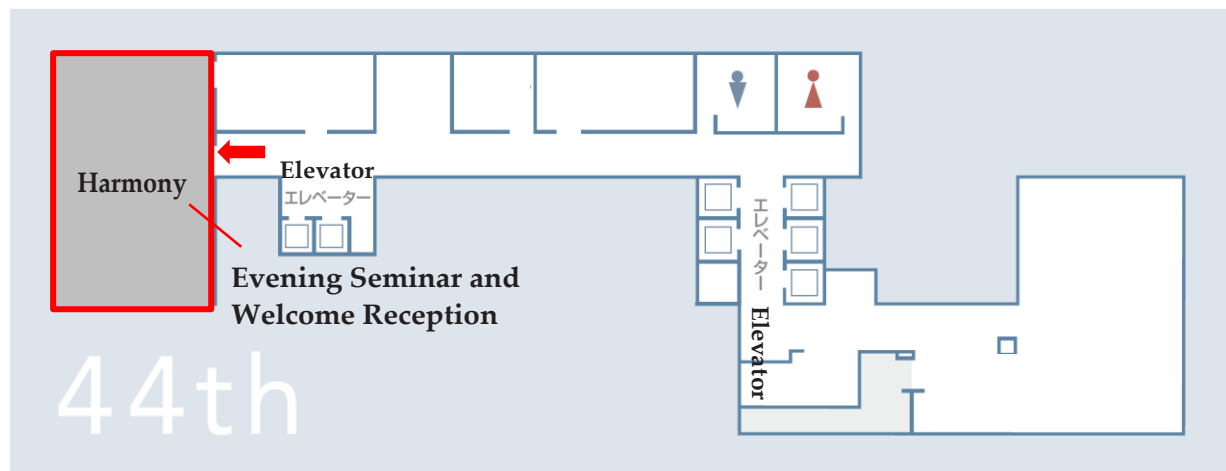 Harmony
Elevator
エレベーター
エレベーター
Elevator
Evening Seminar and
Welcome Reception
44th